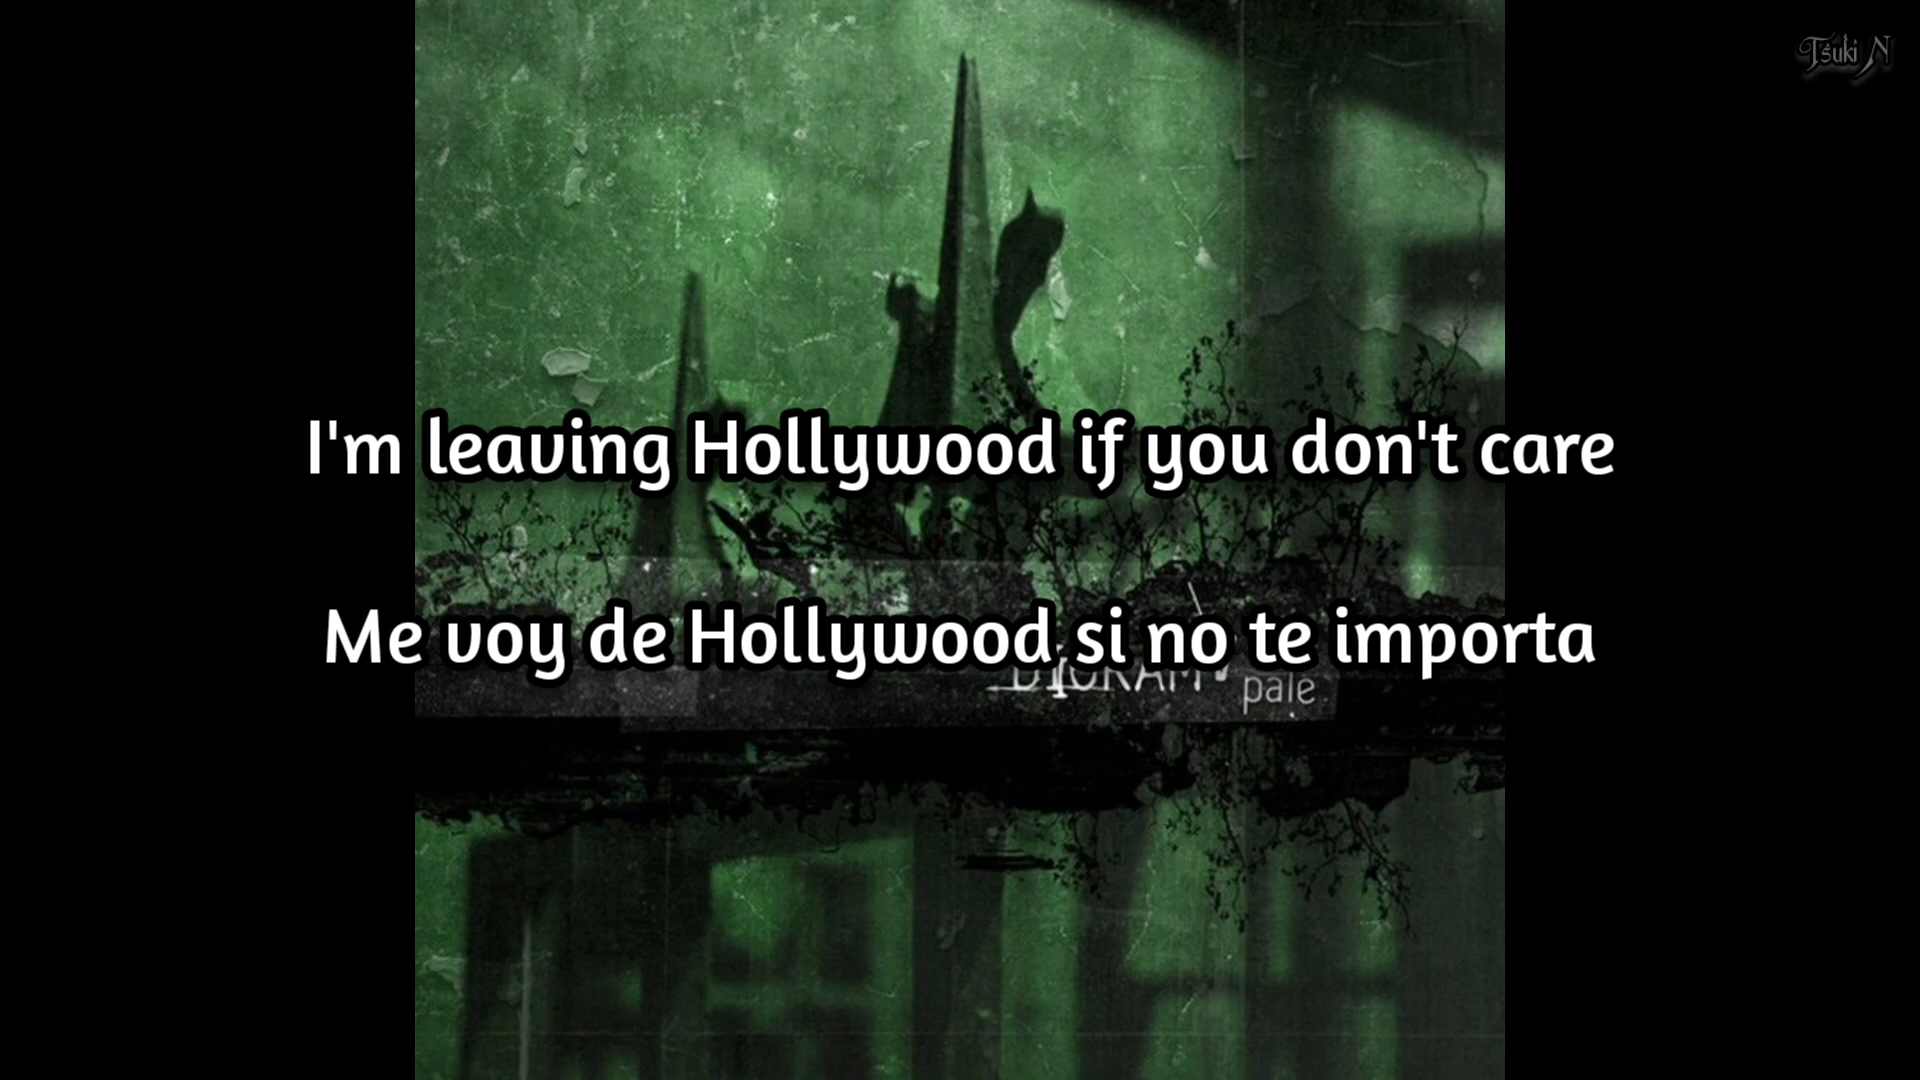 Tsuki N
I'm leaving Hollywood if you don't care
Me voy de Hollywood si no te importa
pale